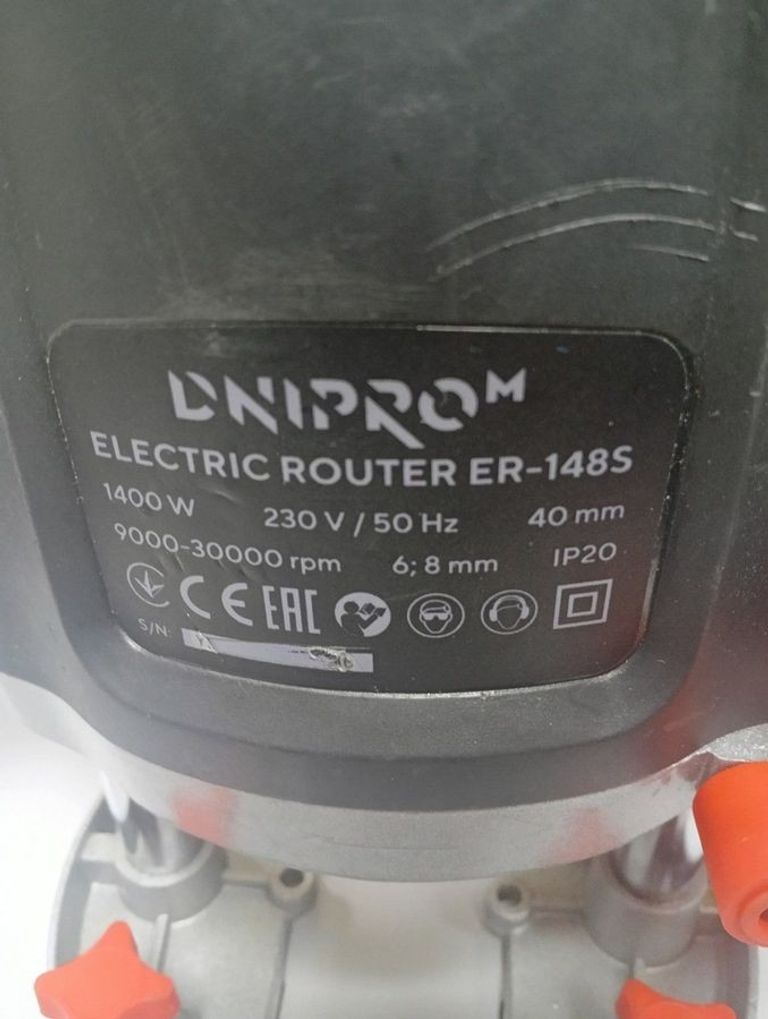 DNIPRO M
ELECTRIC ROUTER ER-148S
1400 W 230 V / 50 Hz 40 mm
9000-30000 rpm 6; 8 mm IP20
CE EAC
S/N: